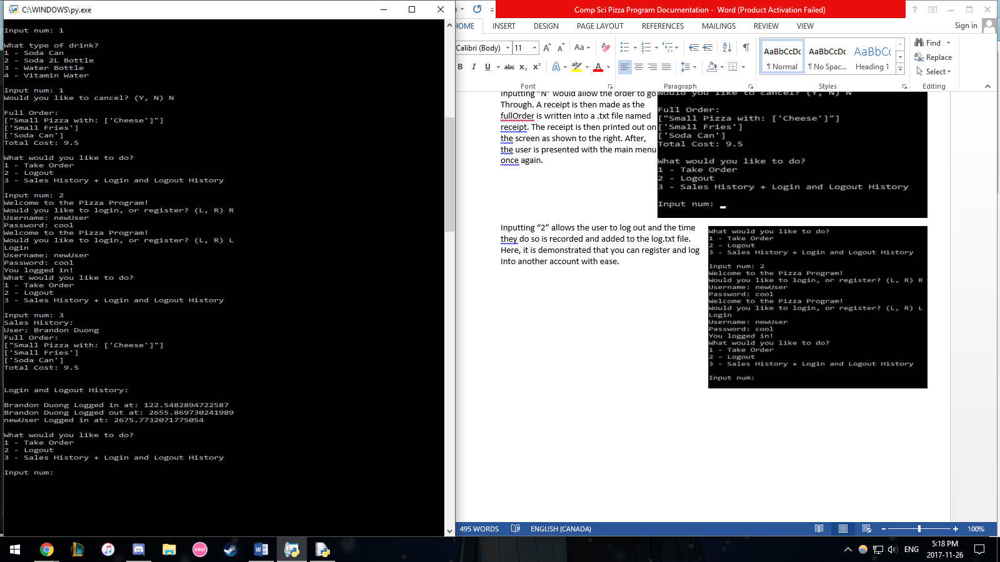 C:\WINDOWS\py.exe
Input num: 1
What type of drink?
1 - Soda Can
2 - Soda 2L Bottle
3 - Water Bottle
4 - Vitamin Water
Input num: 1
Would you like to cancel? (Y, N) N
Full Order:
["Small Pizza with: ['Cheese']"]
['Small Fries']
['Soda Can']
Total Cost: 9.5
What would you like to do?
1 - Take Order
2 - Logout
3 - Sales History + Login and Logout History
Input num: 2
Welcome to the Pizza Program!
Would you like to login, or register? (L, R) R
Username: newUser
Password: cool
Welcome to the Pizza Program!
Would you like to login, or register? (L, R) L
Login
Username: newUser
Password: cool
You logged in!
What would you like to do?
1 - Take Order
2 - Logout
3 - Sales History + Login and Logout History
Input num: 3
Sales History:
User: Brandon Duong
Full Order:
["Small Pizza with: ['Cheese']"]
['Small Fries']
['Soda Can']
Total Cost: 9.5
Login and Logout History:
Brandon Duong Logged in at: 122.5482894722587
Brandon Duong Logged out at: 2655.869730241989
newUser Logged in at: 2675.7732071775054
What would you like to do?
1 - Take Order
2 - Logout
3 - Sales History + Login and Logout History
Input num:
Comp Sci Pizza Program Documentation - Word (Product Activation Failed)
HOME INSERT DESIGN PAGE LAYOUT REFERENCES MAILINGS REVIEW VIEW Sign in
Calibri (Body) 11 Aa
B I U abc x₂ x² A ab A
AaBbCcDc AaBbCcDc AaBbCc
¶ Normal ¶ No Spac... Heading 1
Find
Replace
Select
Font Paragraph Styles Editing
Inputting “N” would allow the order to go
Through. A receipt is then made as the
fullOrder is written into a .txt file named
receipt. The receipt is then printed out on
the screen as shown to the right. After,
the user is presented with the main menu
once again.
Would you like to cancel? (Y, N) N
Full Order:
["Small Pizza with: ['Cheese']"]
['Small Fries']
['Soda Can']
Total Cost: 9.5
What would you like to do?
1 - Take Order
2 - Logout
3 - Sales History + Login and Logout History
Input num:
Inputting “2” allows the user to log out and the time
they do so is recorded and added to the log.txt file.
Here, it is demonstrated that you can register and log
Into another account with ease.
What would you like to do?
1 - Take Order
2 - Logout
3 - Sales History + Login and Logout History
Input num: 2
Welcome to the Pizza Program!
Would you like to login, or register? (L, R) R
Username: newUser
Password: cool
Welcome to the Pizza Program!
Would you like to login, or register? (L, R) L
Login
Username: newUser
Password: cool
You logged in!
What would you like to do?
1 - Take Order
2 - Logout
3 - Sales History + Login and Logout History
Input num:
495 WORDS ENGLISH (CANADA) 100%
osu!
ENG
5:18 PM
2017-11-26